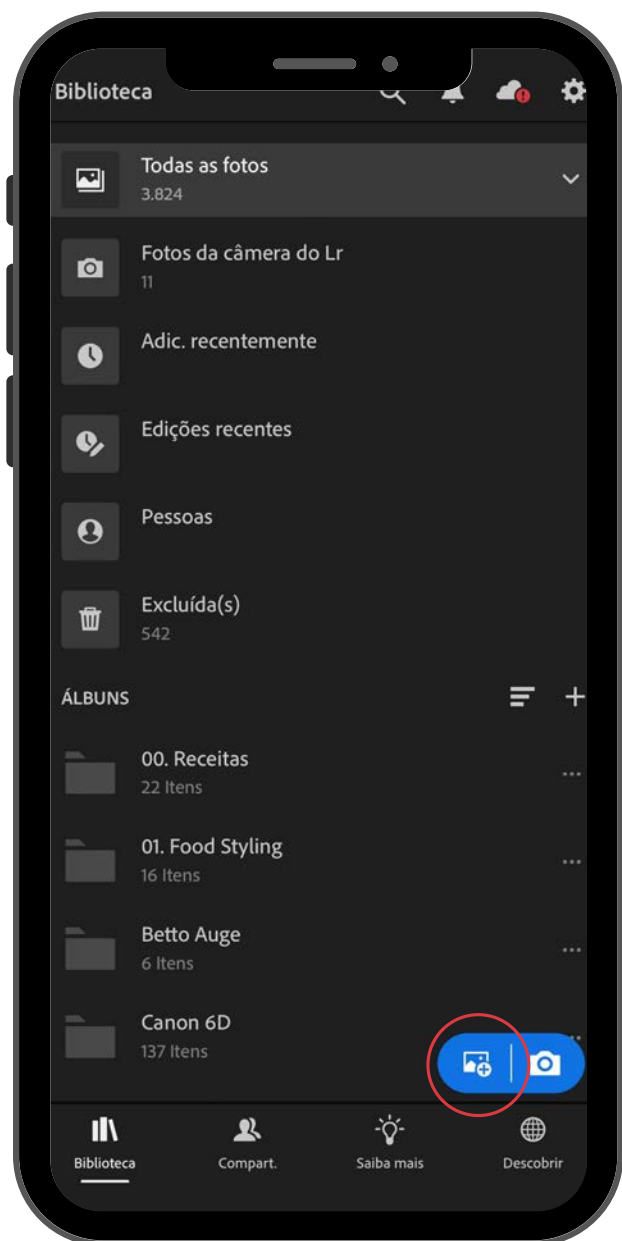 Biblioteca
Todas as fotos
3.824
Fotos da câmera do Lr
11
Adic. recentemente
Edições recentes
Pessoas
Excluída(s)
542
ÁLBUNS
00. Receitas
22 Itens
01. Food Styling
16 Itens
Betto Auge
6 Itens
Canon 6D
137 Itens
Biblioteca Compart. Saiba mais Descobrir